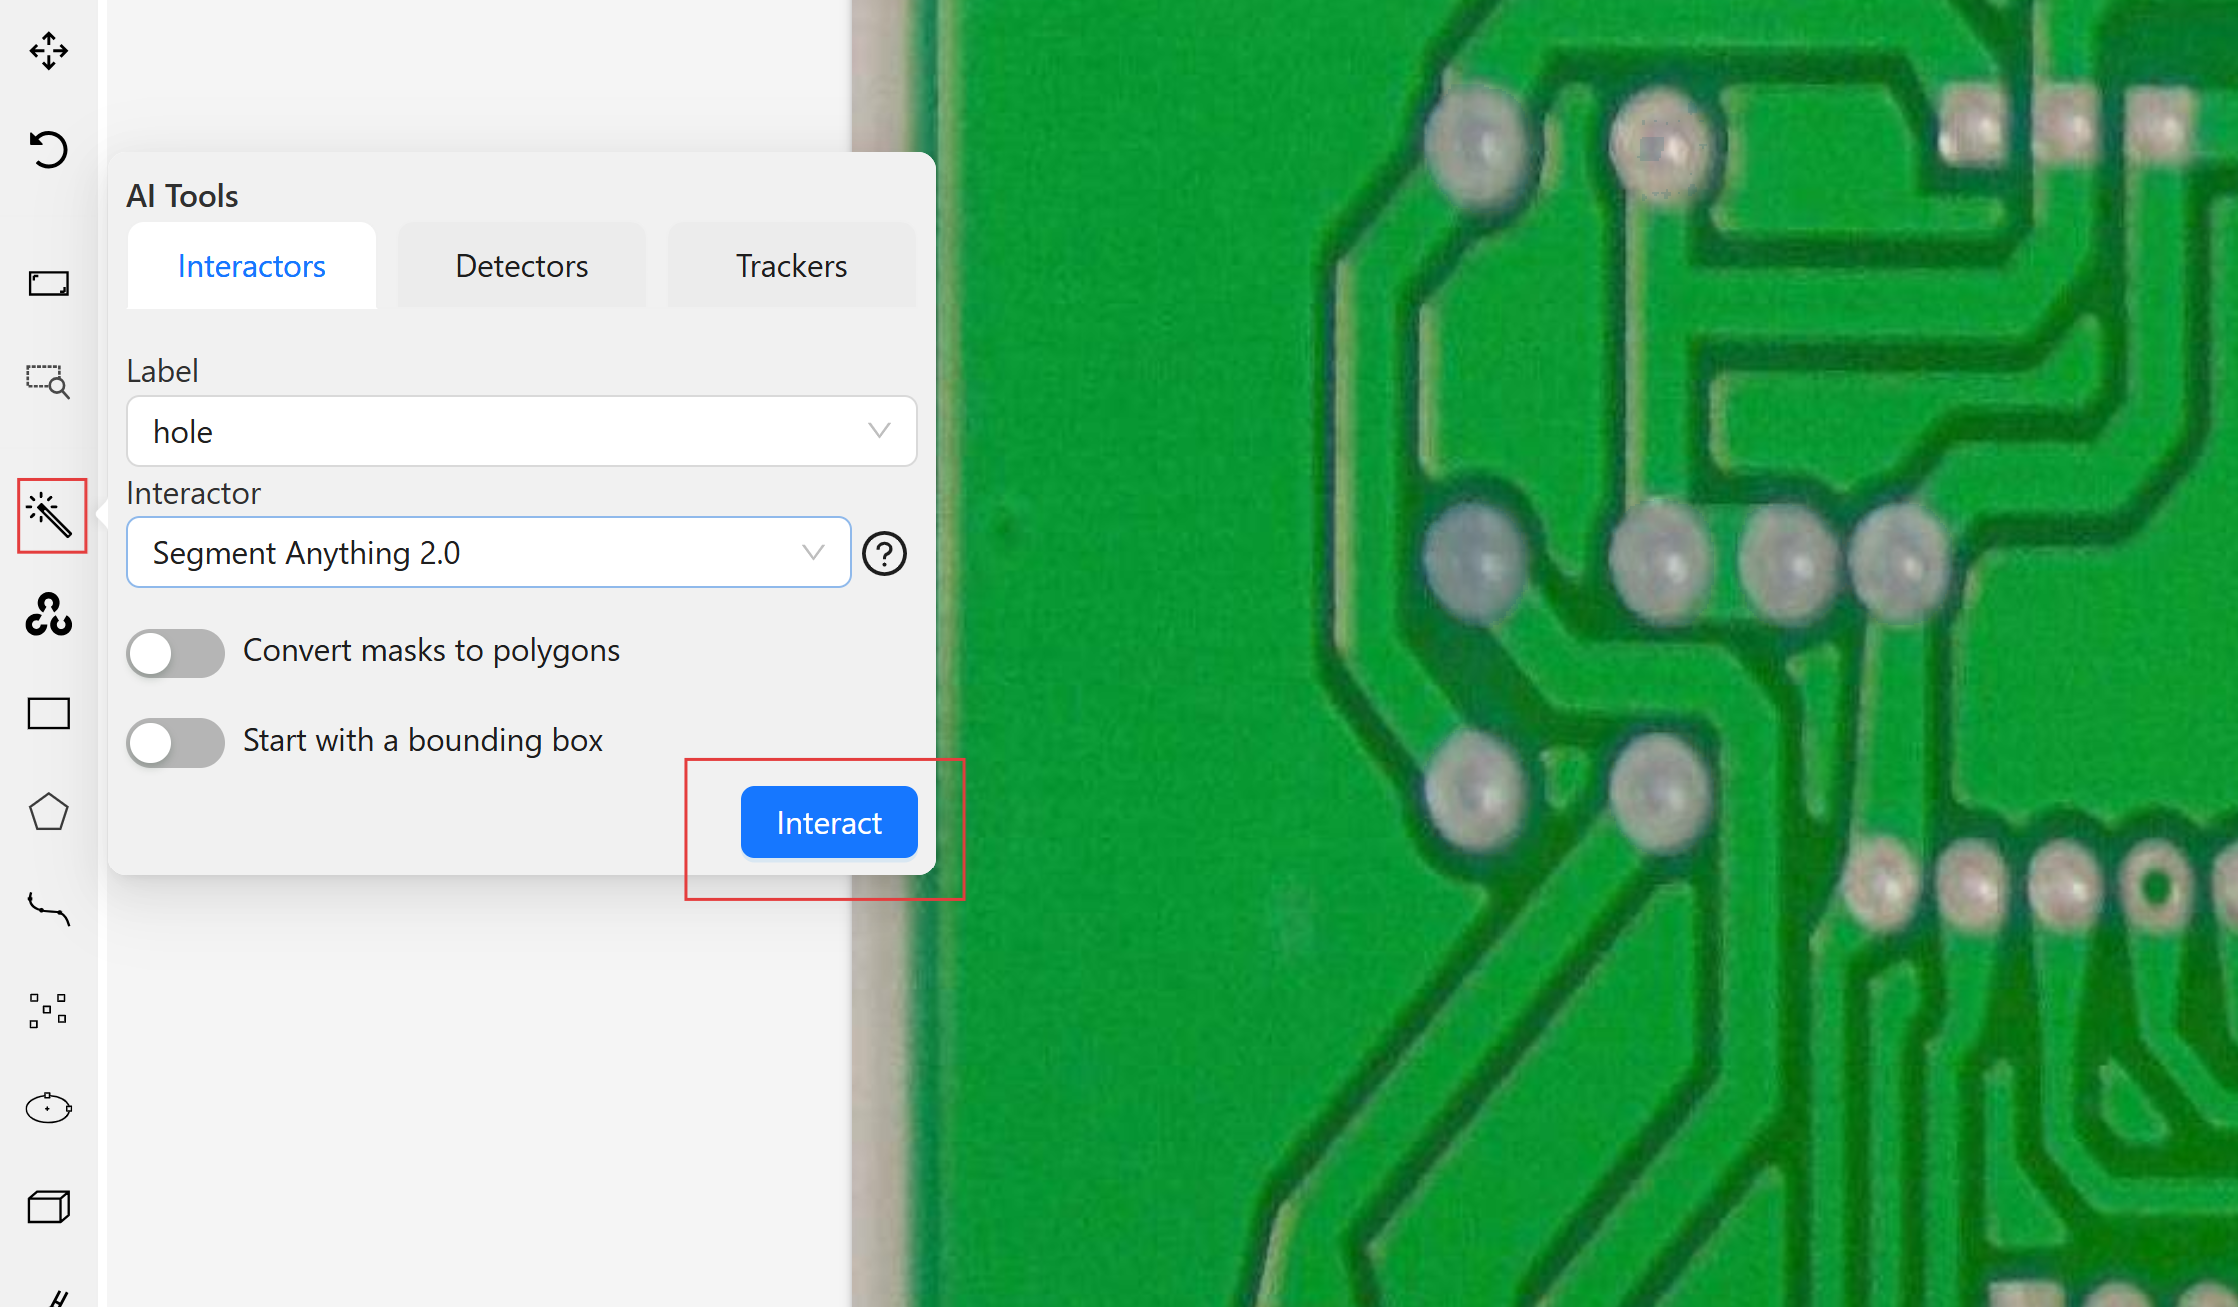 AI Tools
Interactors Detectors Trackers
Label
hole
Interactor
Segment Anything 2.0
Convert masks to polygons
Start with a bounding box
Interact